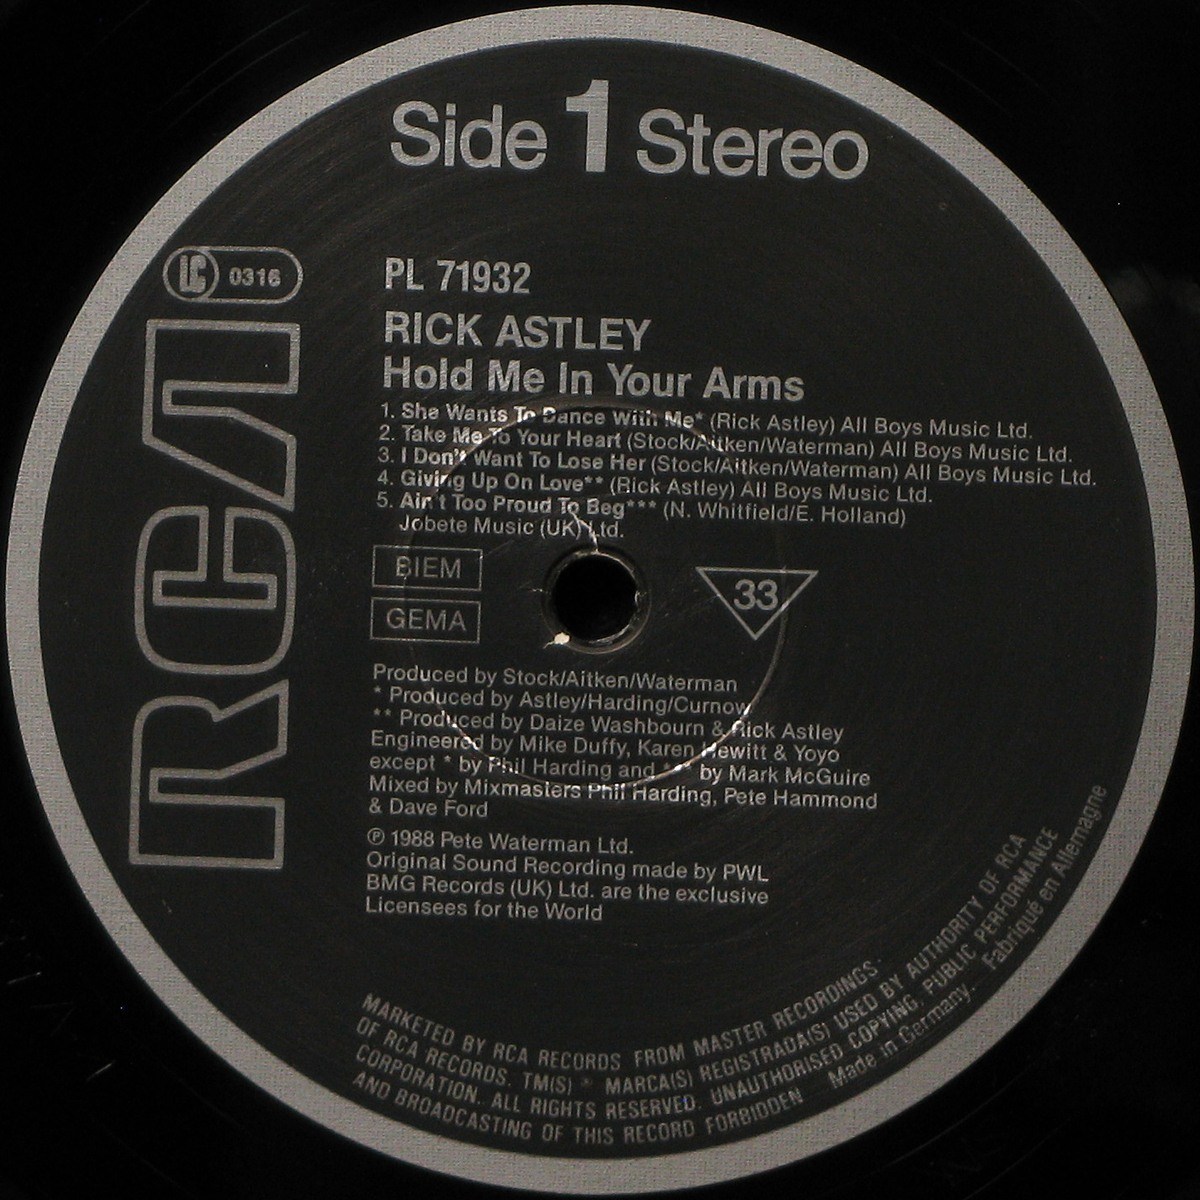 Side 1 Stereo
LC 0316
RCA
PL 71932
RICK ASTLEY
Hold Me In Your Arms
1. She Wants To Dance With Me* (Rick Astley) All Boys Music Ltd.
2. Take Me To Your Heart (Stock/Aitken/Waterman) All Boys Music Ltd.
3. I Don't Want To Lose Her (Stock/Aitken/Waterman) All Boys Music Ltd.
4. Giving Up On Love** (Rick Astley) All Boys Music Ltd.
5. Ain't Too Proud To Beg*** (N. Whitfield/E. Holland)
Jobete Music (UK) Ltd.
BIEM
GEMA
33
Produced by Stock/Aitken/Waterman
* Produced by Astley/Harding/Curnow
** Produced by Daize Washbourn & Rick Astley
Engineered by Mike Duffy, Karen Hewitt & Yoyo
except * by Phil Harding and *** by Mark McGuire
Mixed by Mixmasters Phil Harding, Pete Hammond
& Dave Ford
℗ 1988 Pete Waterman Ltd.
Original Sound Recording made by PWL
BMG Records (UK) Ltd. are the exclusive
Licensees for the World
MARKETED BY RCA RECORDS FROM MASTER RECORDINGS
OF RCA RECORDS. TM(S) ® MARCA(S) REGISTRADA(S) USED BY AUTHORITY OF RCA
CORPORATION. ALL RIGHTS RESERVED. UNAUTHORISED COPYING, PUBLIC PERFORMANCE
AND BROADCASTING OF THIS RECORD FORBIDDEN Made in Germany. Fabriqué en Allemagne